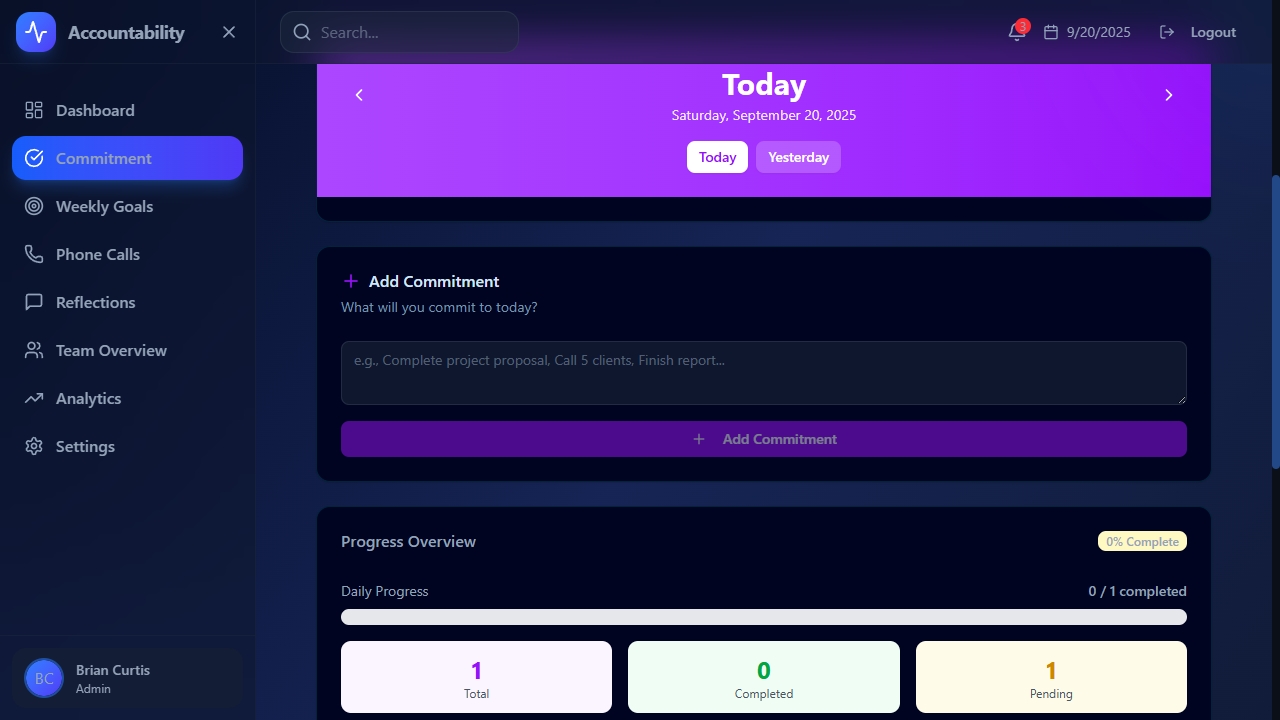 Accountability
Search...
3
9/20/2025
Logout
Dashboard
Commitment
Weekly Goals
Phone Calls
Reflections
Team Overview
Analytics
Settings
BC
Brian Curtis
Admin
Today
Saturday, September 20, 2025
Today
Yesterday
Add Commitment
What will you commit to today?
e.g., Complete project proposal, Call 5 clients, Finish report...
Add Commitment
Progress Overview
0% Complete
Daily Progress
0 / 1 completed
1
Total
0
Completed
1
Pending